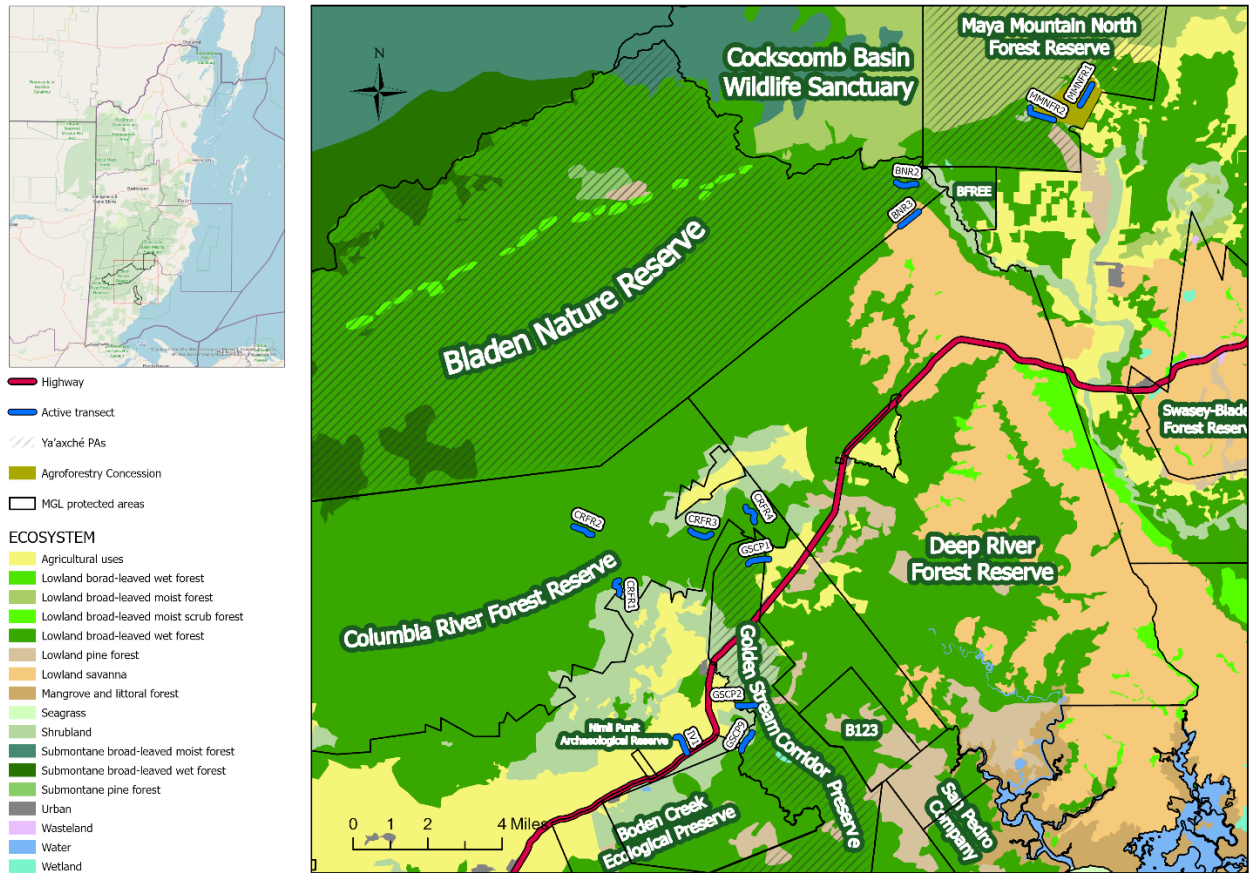 N
Cockscomb Basin
Wildlife Sanctuary
Maya Mountain North
Forest Reserve
MMNFR1
MMNFR2
BNR2
BFREE
BNR3
Bladen Nature Reserve
Swasey-Blade
Forest Reserv
CRFR2
CRFR3
CRFR4
GSCP1
Deep River
Forest Reserve
CRFR1
Columbia River Forest Reserve
Golden Stream Corridor Preserve
GSCP2
B123
Nimli Punit
Archaeological Reserve
IV1
GSCP9
San Pedro
Company
Boden Creek
Ecological Preserve
0 2 4 Miles
Highway
Active transect
Ya'axché PAs
Agroforestry Concession
MGL protected areas
ECOSYSTEM
Agricultural uses
Lowland borad-leaved wet forest
Lowland broad-leaved moist forest
Lowland broad-leaved moist scrub forest
Lowland broad-leaved wet forest
Lowland pine forest
Lowland savanna
Mangrove and littoral forest
Seagrass
Shrubland
Submontane broad-leaved moist forest
Submontane broad-leaved wet forest
Submontane pine forest
Urban
Wasteland
Water
Wetland